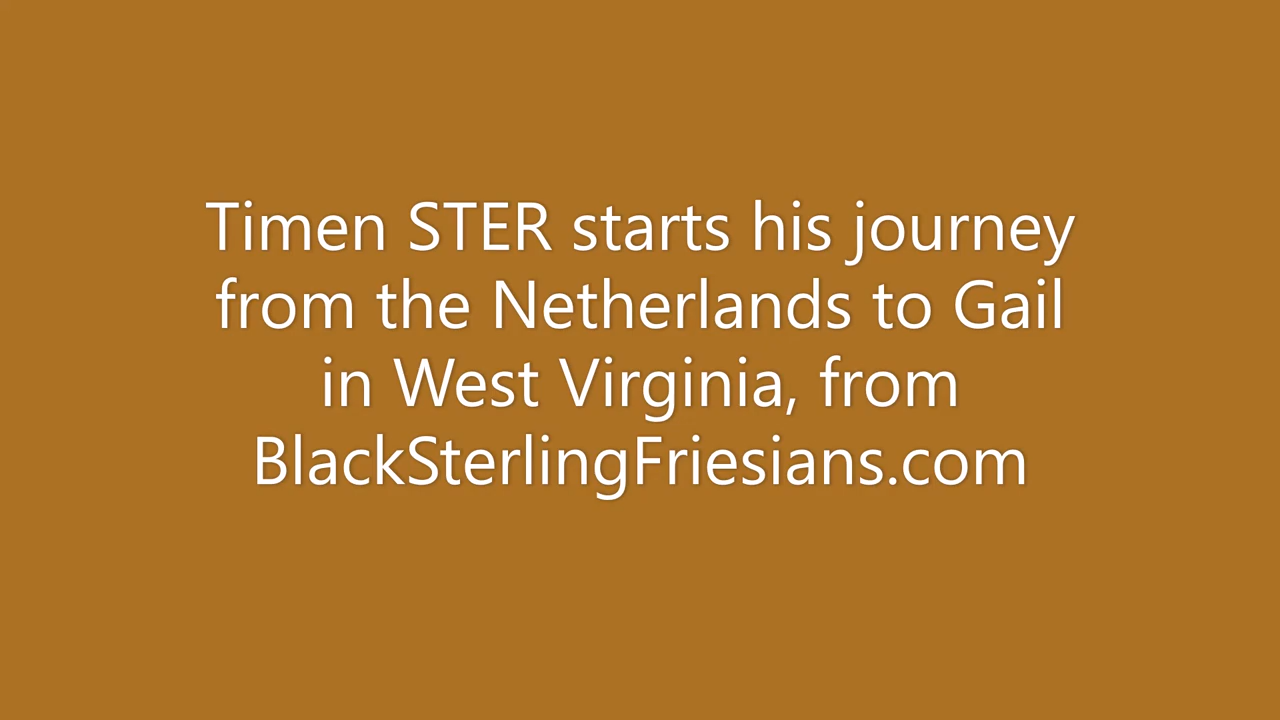 Timen STER starts his journey
from the Netherlands to Gail
in West Virginia, from
BlackSterlingFriesians.com